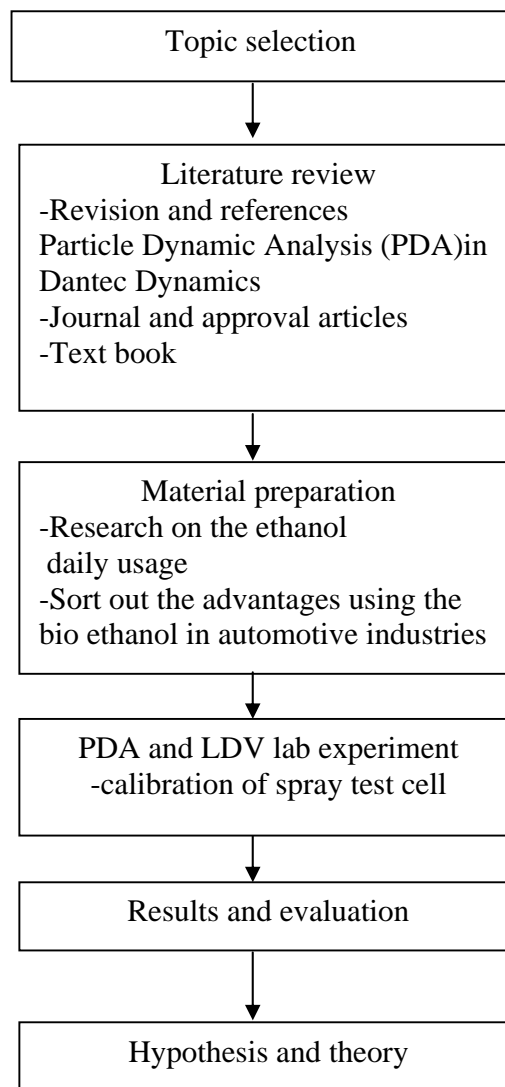 Topic selection
Literature review
-Revision and references
Particle Dynamic Analysis (PDA)in
Dantec Dynamics
-Journal and approval articles
-Text book
Material preparation
-Research on the ethanol
daily usage
-Sort out the advantages using the
bio ethanol in automotive industries
PDA and LDV lab experiment
-calibration of spray test cell
Results and evaluation
Hypothesis and theory